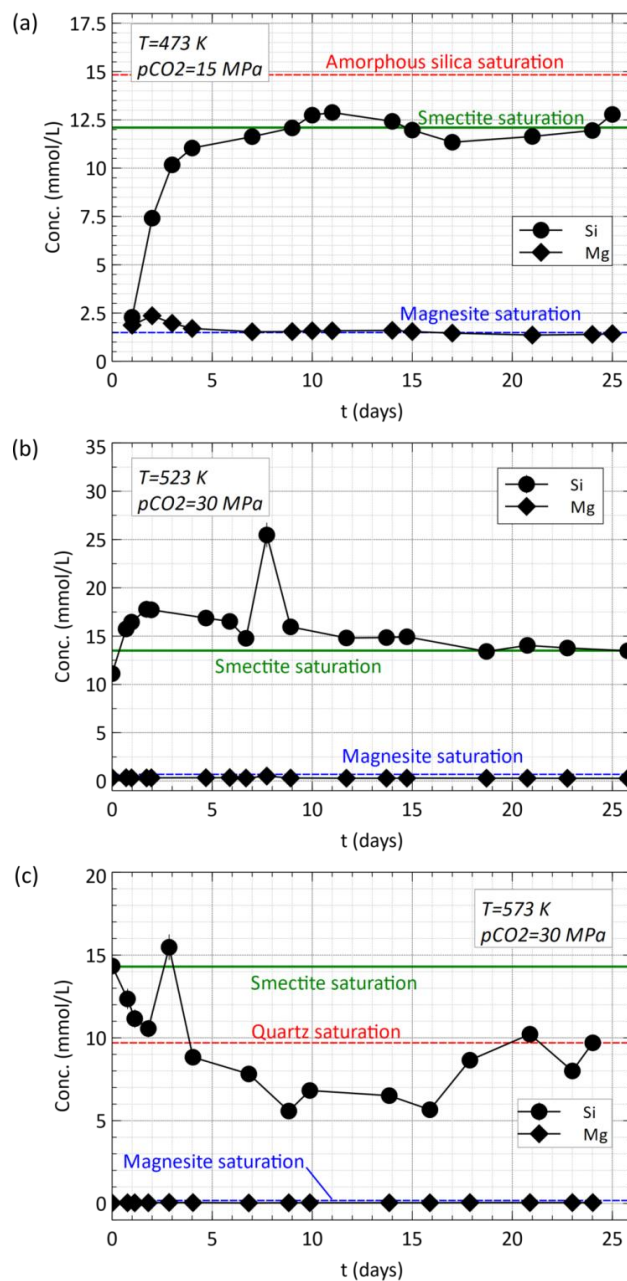 (a)
17.5
T=473 K
pCO2=15 MPa
Amorphous silica saturation
15
Smectite saturation
12.5
Conc. (mmol/L)
10
7.5
Si
Mg
5
Magnesite saturation
2.5
0
0 5 10 15 20 25
t (days)
(b)
35
T=523 K
pCO2=30 MPa
Si
Mg
30
25
Conc. (mmol/L)
20
15
Smectite saturation
10
5
Magnesite saturation
0
0 5 10 15 20 25
t (days)
(c)
20
T=573 K
pCO2=30 MPa
15
Smectite saturation
Conc. (mmol/L)
Quartz saturation
10
5
Si
Mg
Magnesite saturation
0
0 5 10 15 20 25
t (days)